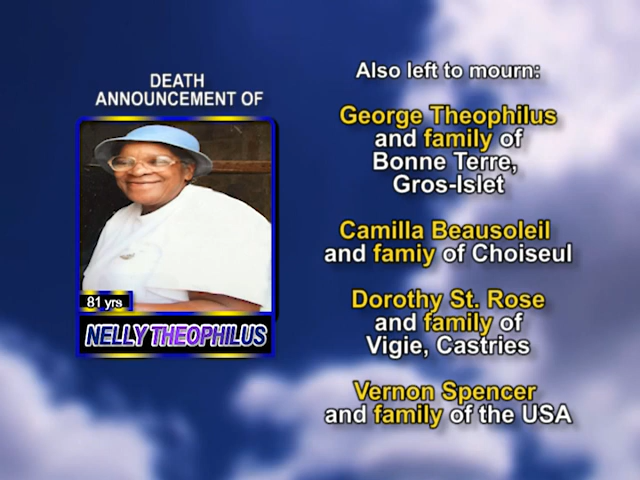 DEATH
ANNOUNCEMENT OF
81 yrs
NELLY THEOPHILUS
Also left to mourn:
George Theophilus
and family of
Bonne Terre,
Gros-Islet
Camilla Beausoleil
and famiy of Choiseul
Dorothy St. Rose
and family of
Vigie, Castries
Vernon Spencer
and family of the USA